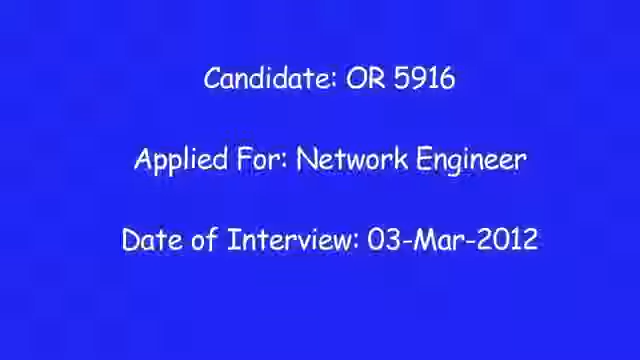 Candidate: OR 5916
Applied For: Network Engineer
Date of Interview: 03-Mar-2012